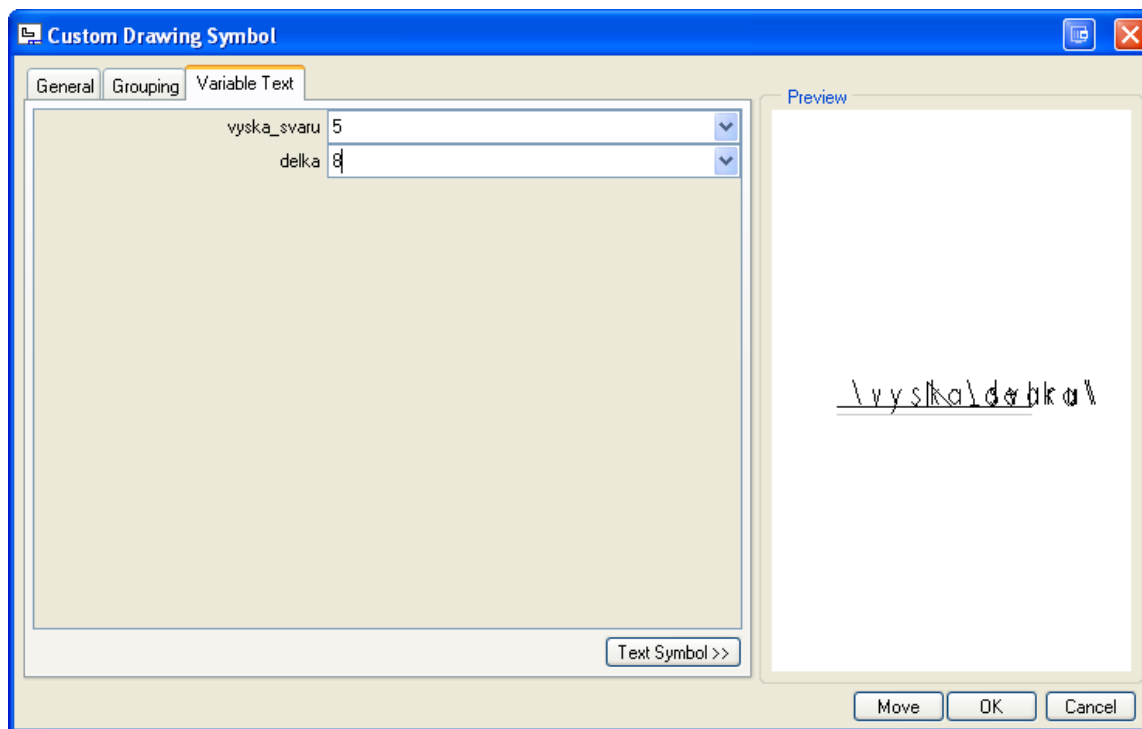 Custom Drawing Symbol
General Grouping Variable Text
Preview
vyska_svaru 5
delka 8
Text Symbol >>
Move OK Cancel